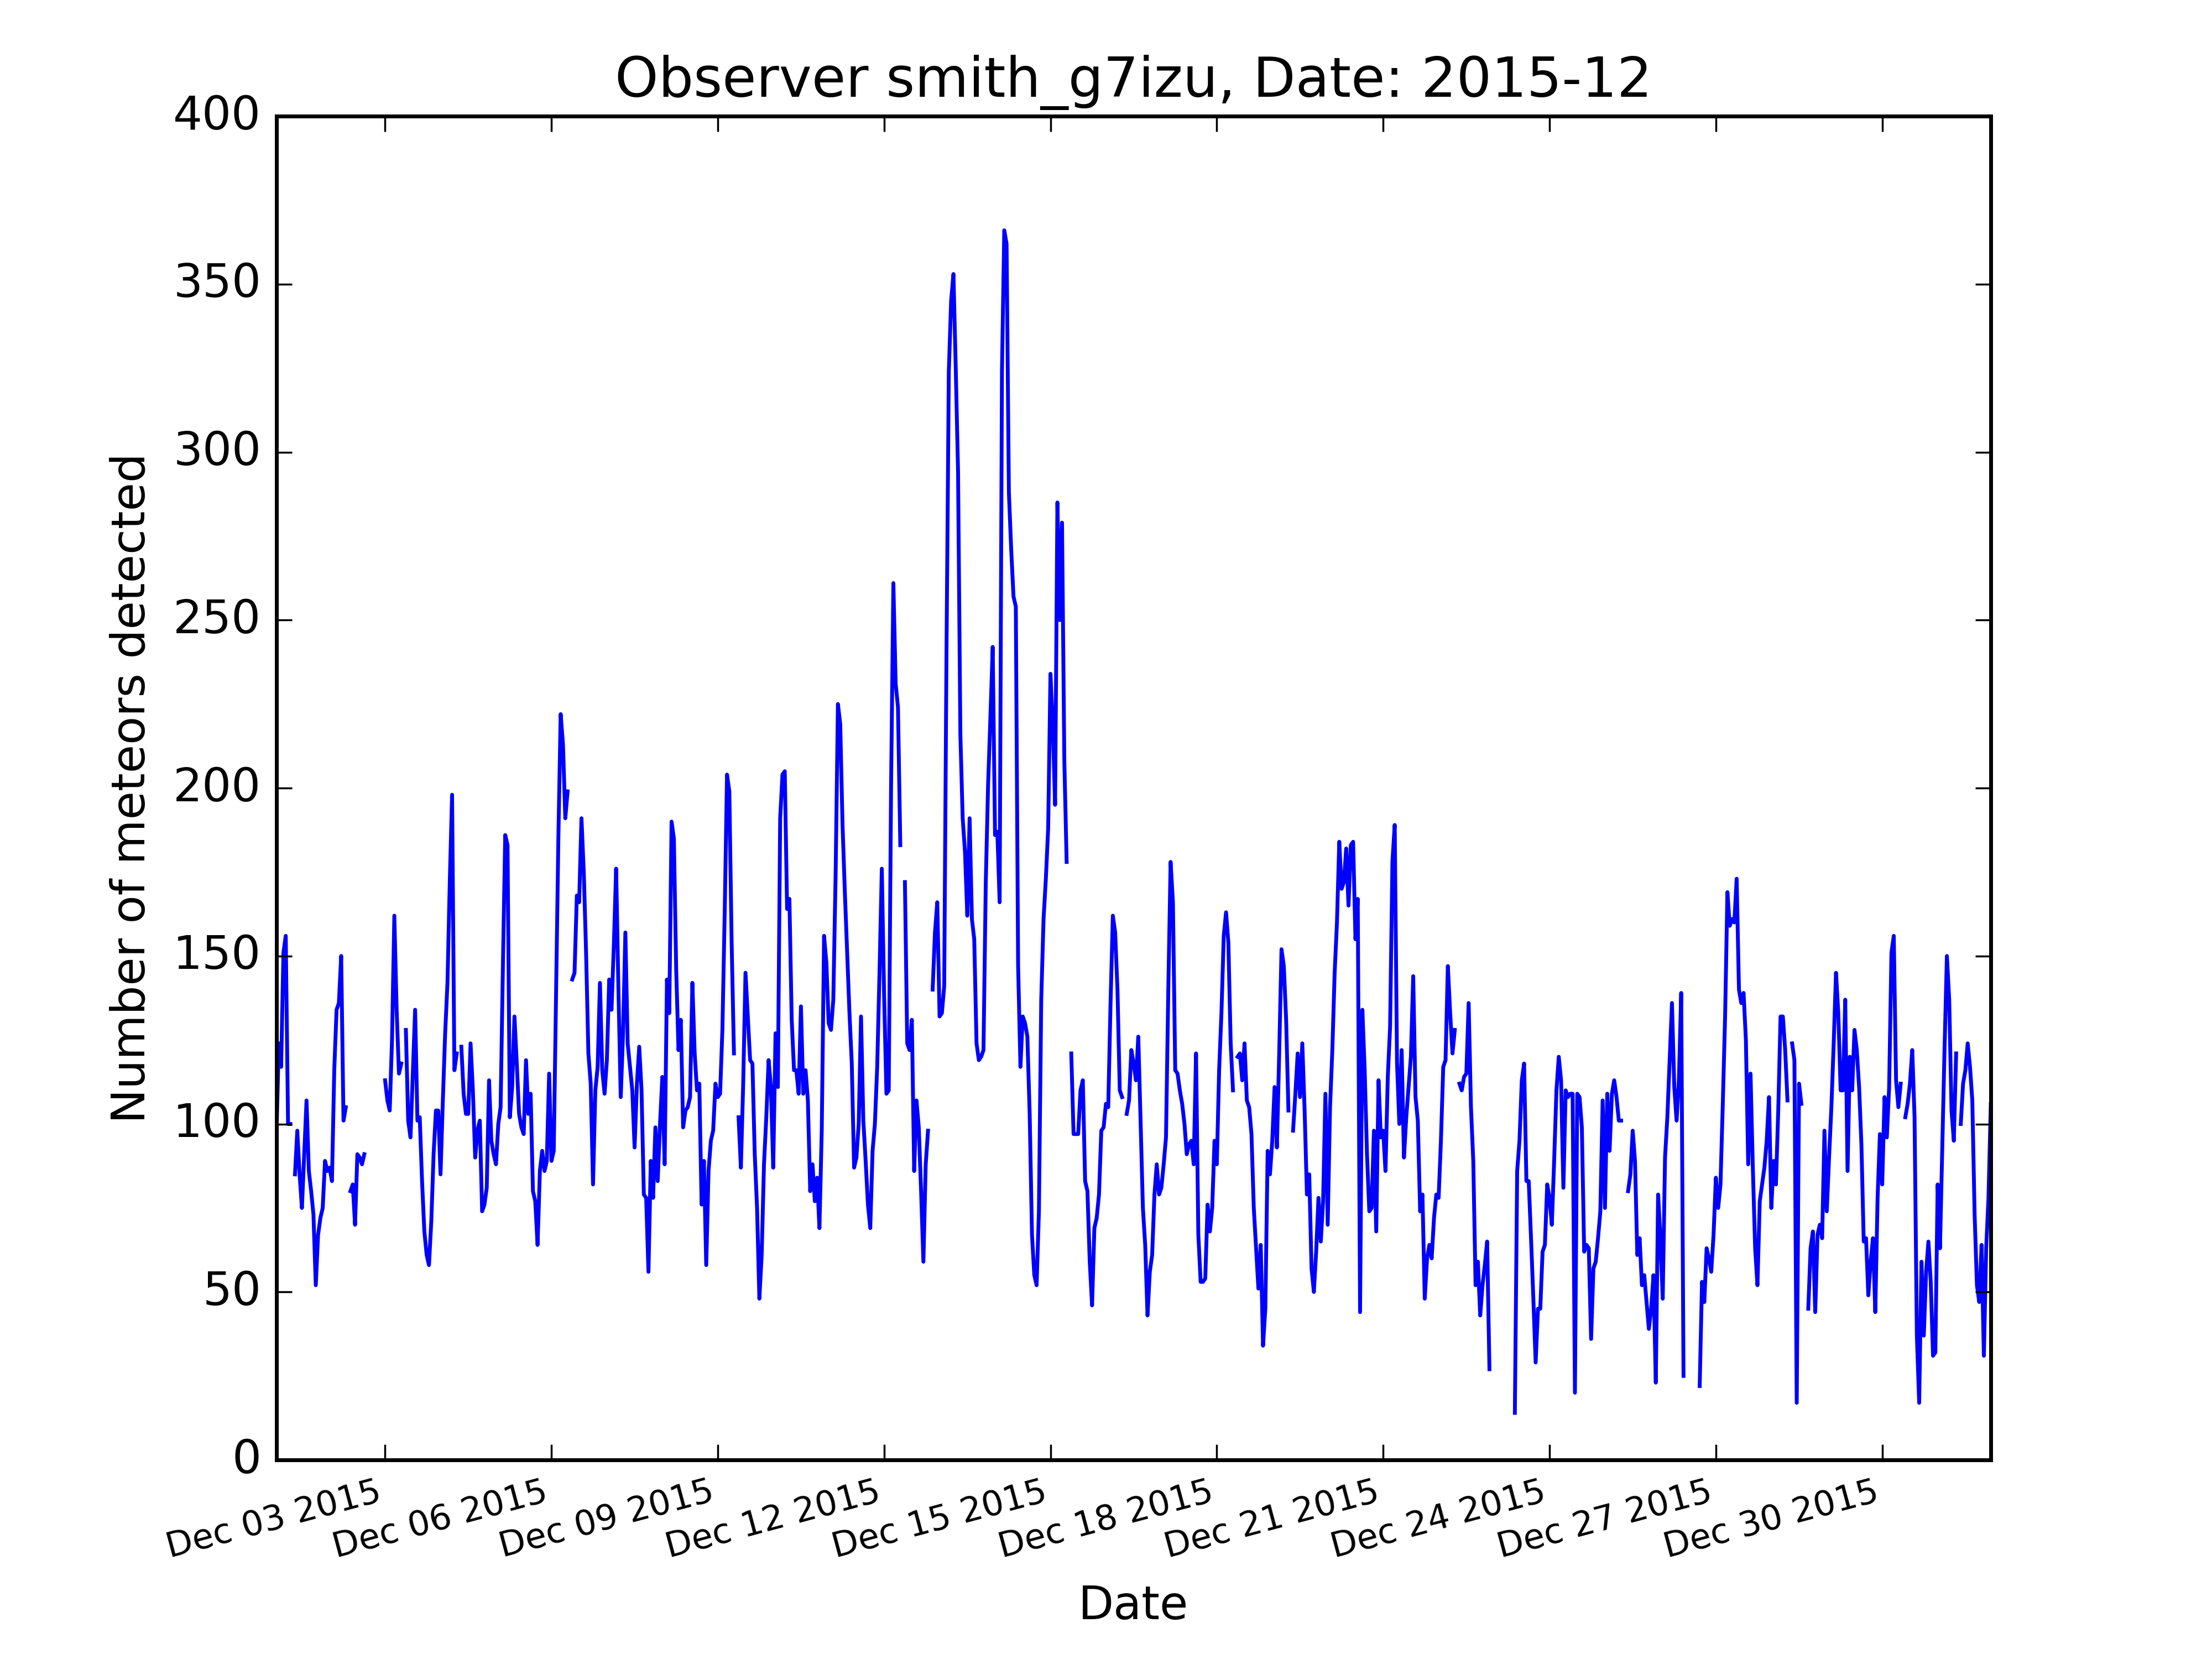 Observer smith_g7izu, Date: 2015-12
400
350
300
250
200
150
100
50
0
Number of meteors detected
Dec 03 2015
Dec 06 2015
Dec 09 2015
Dec 12 2015
Dec 15 2015
Dec 18 2015
Dec 21 2015
Dec 24 2015
Dec 27 2015
Dec 30 2015
Date